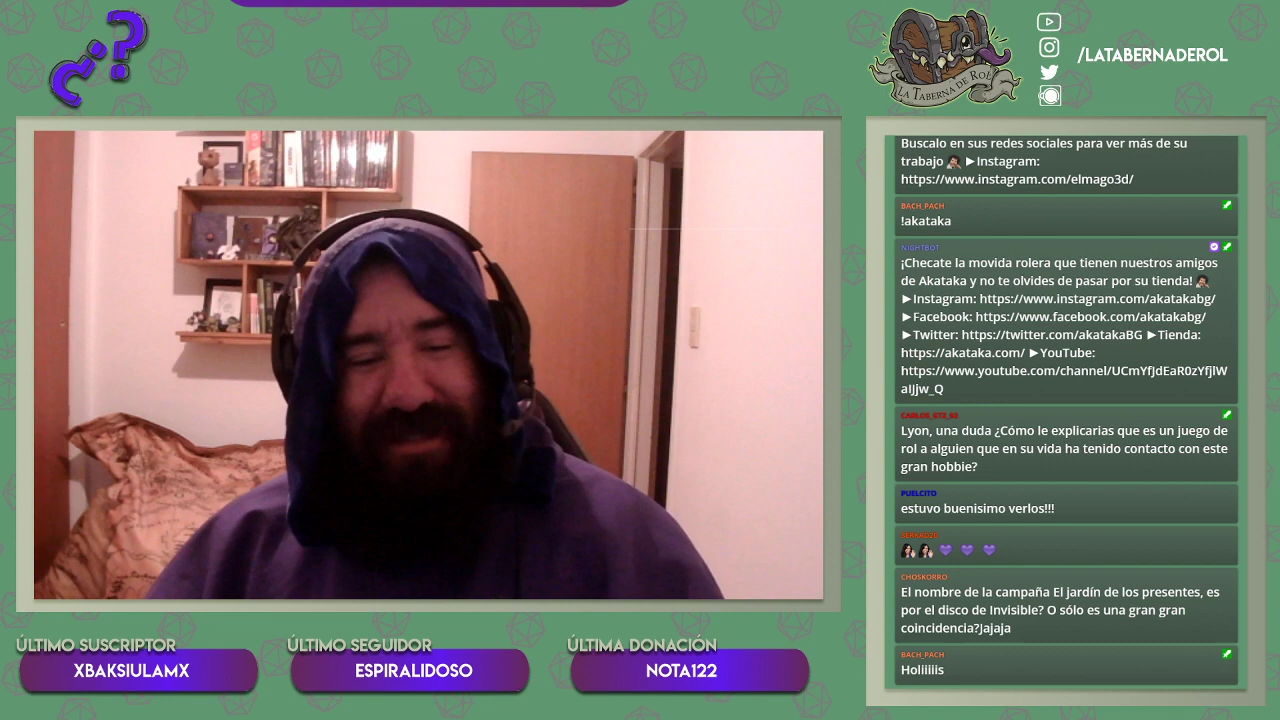 ¿?
LA TABERNA DE ROL
/LATABERNADEROL
Buscalo en sus redes sociales para ver más de su
trabajo ►Instagram:
https://www.instagram.com/elmago3d/
BACH_PACH
!akataka
NIGHTBOT
¡Checate la movida rolera que tienen nuestros amigos
de Akataka y no te olvides de pasar por su tienda!
►Instagram: https://www.instagram.com/akatakabg/
►Facebook: https://www.facebook.com/akatakabg/
►Twitter: https://twitter.com/akatakaBG ►Tienda:
https://akataka.com/ ►YouTube:
https://www.youtube.com/channel/UCmYfJdEaR0zYfjlW
alJjw_Q
Lyon, una duda ¿Cómo le explicarias que es un juego de
rol a alguien que en su vida ha tenido contacto con este
gran hobbie?
PUELCITO
estuvo buenisimo verlos!!!
CHOSKORRO
El nombre de la campaña El jardín de los presentes, es
por el disco de Invisible? O sólo es una gran gran
coincidencia?Jajaja
BACH_PACH
Holiiiiis
ÚLTIMO SUSCRIPTOR
XBAKSIULAMX
ÚLTIMO SEGUIDOR
ESPIRALIDOSO
ÚLTIMA DONACIÓN
NOTA122